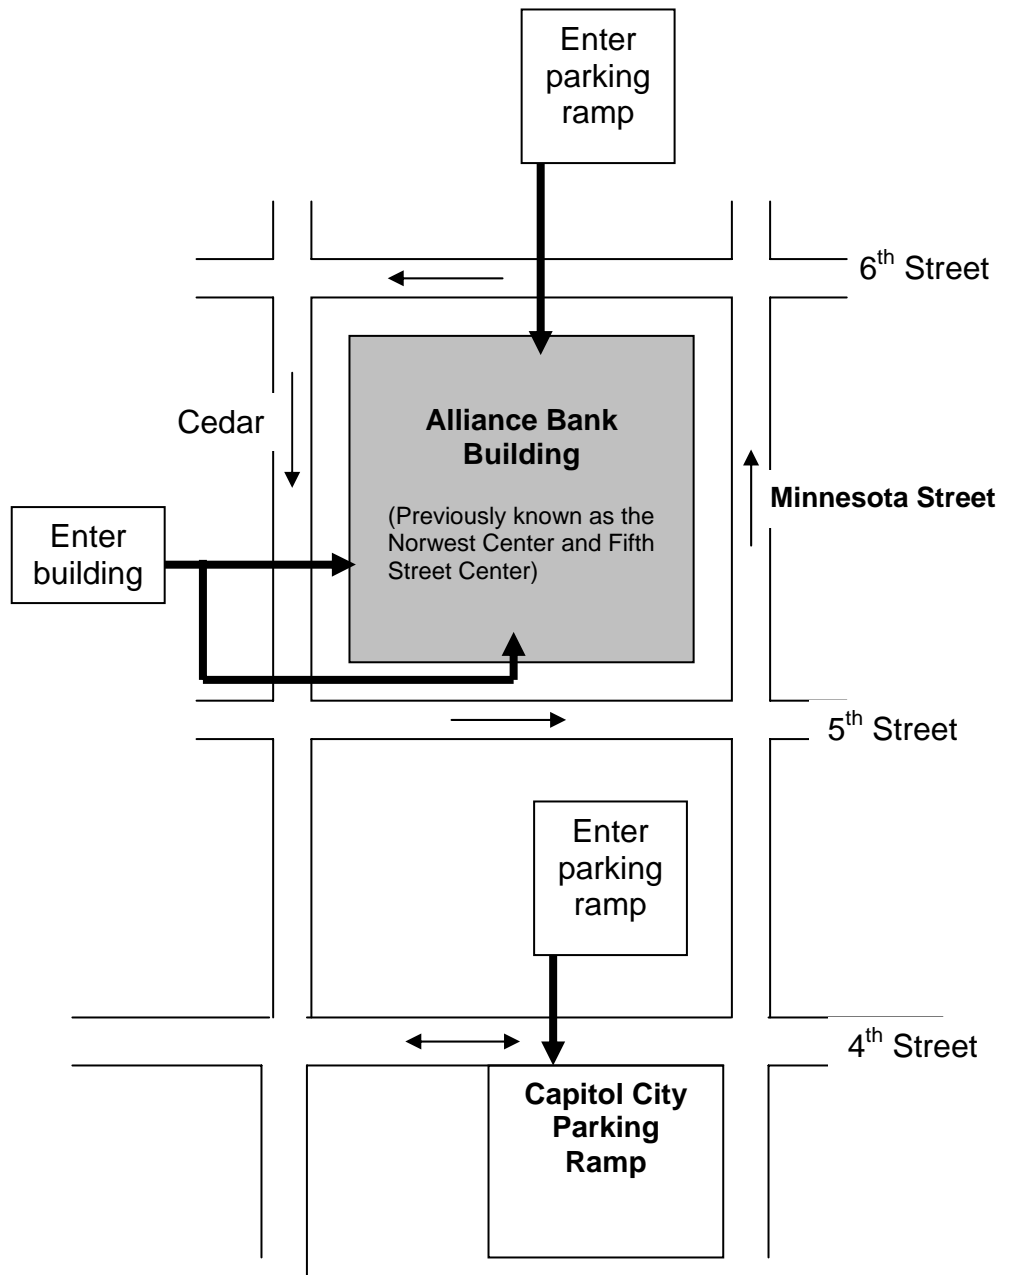 Enter
parking
ramp
6th Street
Cedar
Alliance Bank
Building
(Previously known as the
Norwest Center and Fifth
Street Center)
Minnesota Street
Enter
building
5th Street
Enter
parking
ramp
4th Street
Capitol City
Parking
Ramp